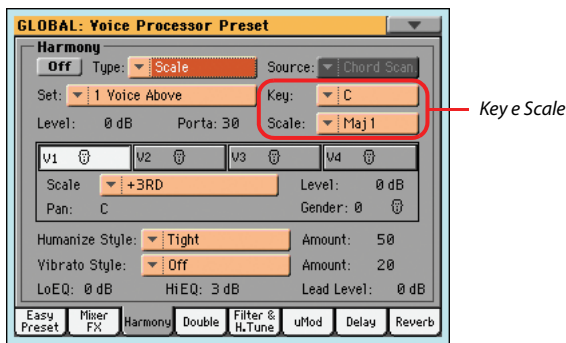 GLOBAL: Voice Processor Preset
Harmony
Off Type: Scale Source: Chord Scan.
Set: 1 Voice Above Key: C
Level: 0 dB Porta: 30 Scale: Maj1
Key e Scale
V1 V2 V3 V4
Scale +3RD Level: 0 dB
Pan: C Gender: 0
Humanize Style: Tight Amount: 50
Vibrato Style: Off Amount: 20
LoEQ: 0 dB HiEQ: 3 dB Lead Level: 0 dB
Easy Preset Mixer FX Harmony Double Filter & H.Tune uMod Delay Reverb